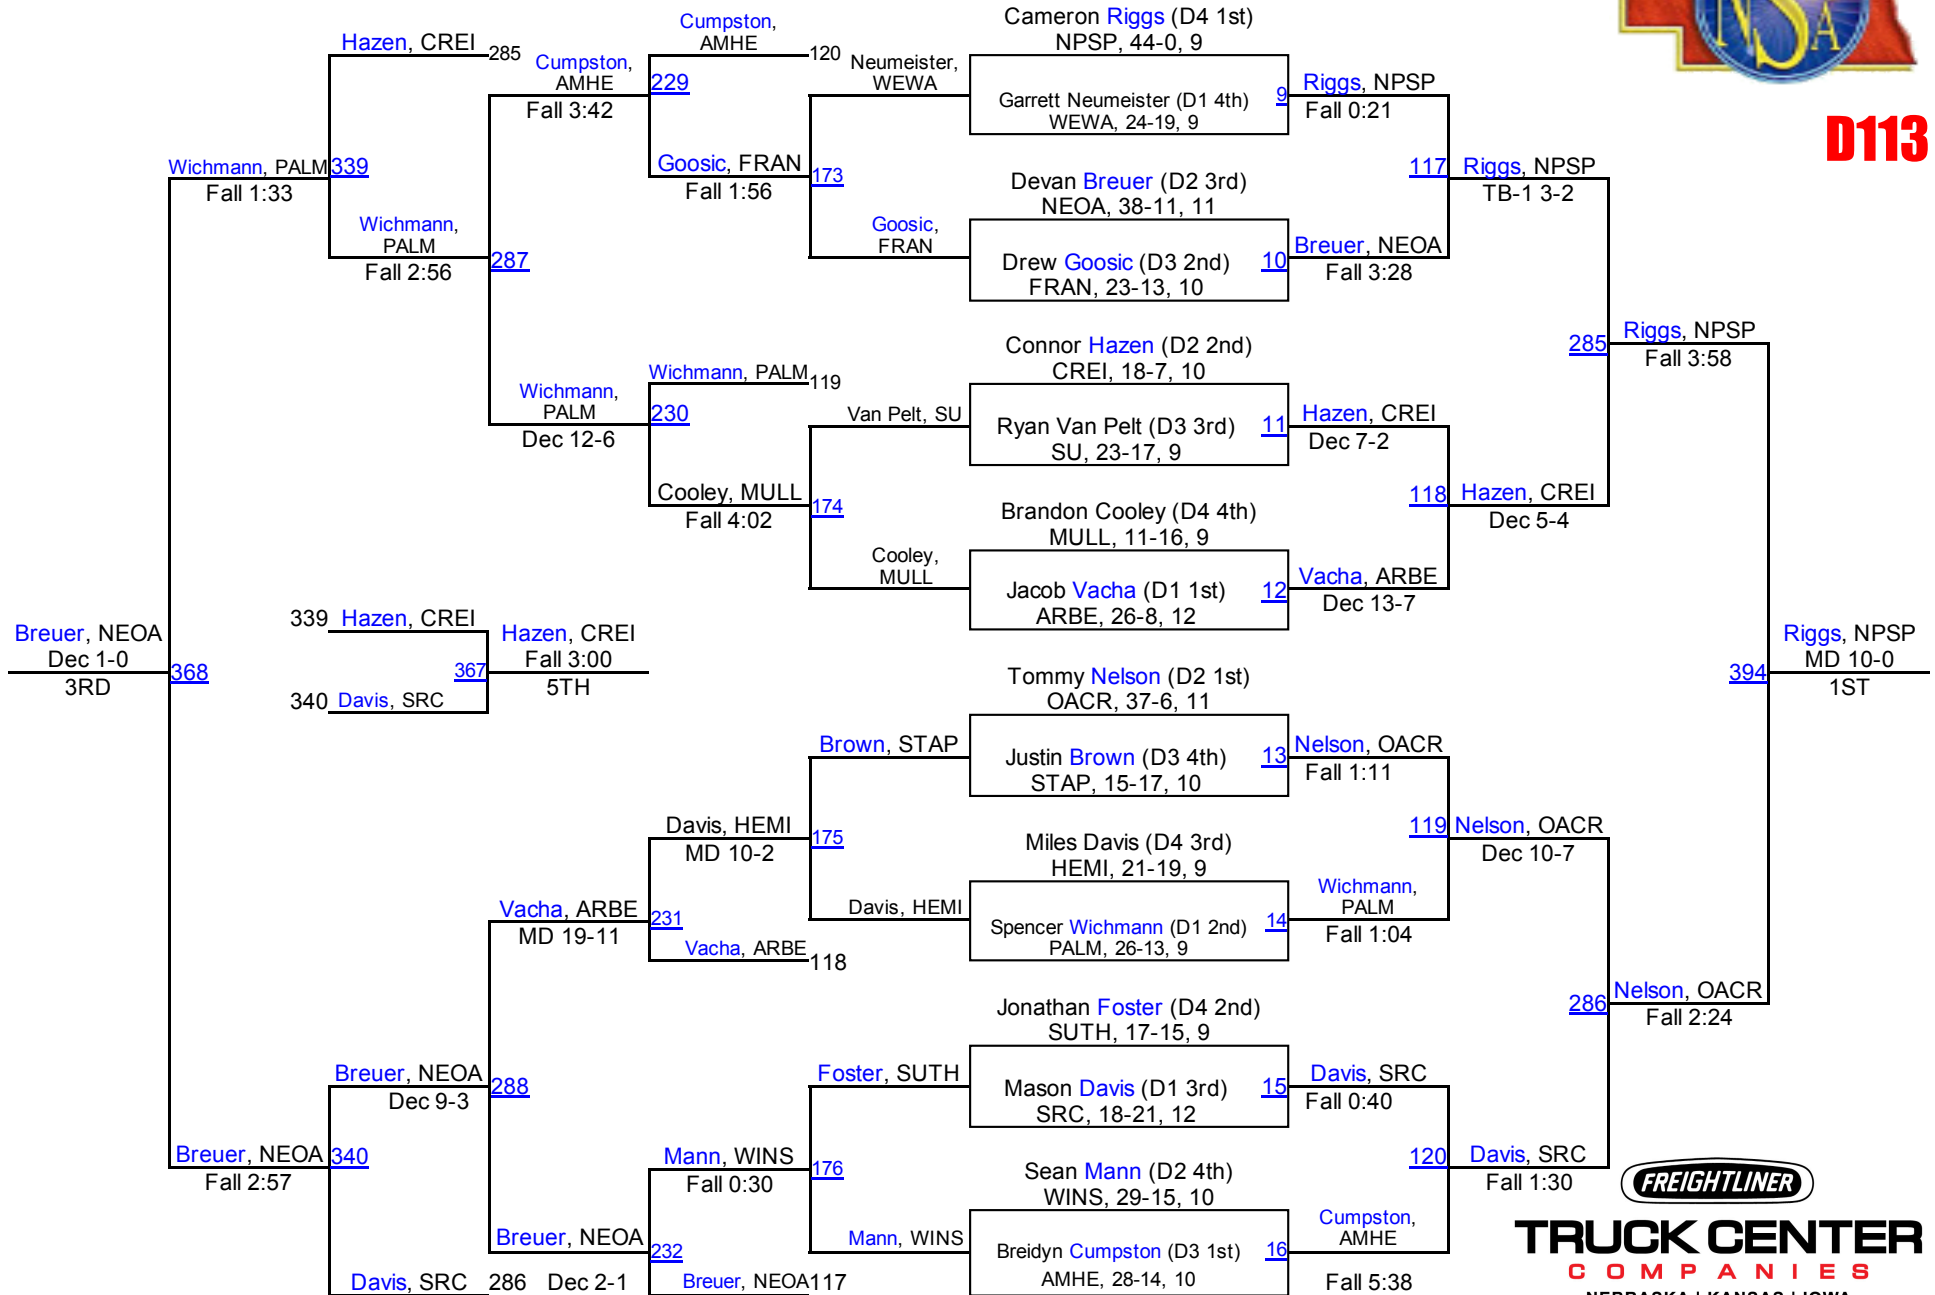 NSA
D113
Hazen, CREI
285
Cumpston,
AMHE
Fall 3:42
Cumpston,
AMHE
120
229
Neumeister,
WEWA
Cameron Riggs (D4 1st)
NPSP, 44-0, 9
Garrett Neumeister (D1 4th)
WEWA, 24-19, 9
9
Riggs, NPSP
Fall 0:21
Wichmann, PALM
Fall 1:33
339
Goosic, FRAN
Fall 1:56
173
Devan Breuer (D2 3rd)
NEOA, 38-11, 11
117
Riggs, NPSP
TB-1 3-2
Wichmann,
PALM
Fall 2:56
287
Goosic,
FRAN
Drew Goosic (D3 2nd)
FRAN, 23-13, 10
10
Breuer, NEOA
Fall 3:28
Wichmann,
PALM
Dec 12-6
Wichmann, PALM
119
230
Van Pelt, SU
Connor Hazen (D2 2nd)
CREI, 18-7, 10
Ryan Van Pelt (D3 3rd)
SU, 23-17, 9
11
Hazen, CREI
Dec 7-2
285
Riggs, NPSP
Fall 3:58
Cooley, MULL
Fall 4:02
174
Brandon Cooley (D4 4th)
MULL, 11-16, 9
118
Hazen, CREI
Dec 5-4
Cooley,
MULL
Jacob Vacha (D1 1st)
ARBE, 26-8, 12
12
Vacha, ARBE
Dec 13-7
Breuer, NEOA
Dec 1-0
3RD
368
339
Hazen, CREI
340
Davis, SRC
367
Hazen, CREI
Fall 3:00
5TH
394
Riggs, NPSP
MD 10-0
1ST
Brown, STAP
Tommy Nelson (D2 1st)
OACR, 37-6, 11
Justin Brown (D3 4th)
STAP, 15-17, 10
13
Nelson, OACR
Fall 1:11
Davis, HEMI
MD 10-2
175
Miles Davis (D4 3rd)
HEMI, 21-19, 9
119
Nelson, OACR
Dec 10-7
Vacha, ARBE
MD 19-11
231
Vacha, ARBE
118
Davis, HEMI
Spencer Wichmann (D1 2nd)
PALM, 26-13, 9
14
Wichmann,
PALM
Fall 1:04
286
Nelson, OACR
Fall 2:24
Breuer, NEOA
Dec 9-3
288
Foster, SUTH
Jonathan Foster (D4 2nd)
SUTH, 17-15, 9
Mason Davis (D1 3rd)
SRC, 18-21, 12
15
Davis, SRC
Fall 0:40
Breuer, NEOA
Fall 2:57
340
Mann, WINS
Fall 0:30
176
Sean Mann (D2 4th)
WINS, 29-15, 10
120
Davis, SRC
Fall 1:30
Breuer, NEOA
Dec 2-1
232
Mann, WINS
Breidyn Cumpston (D3 1st)
AMHE, 28-14, 10
16
Cumpston,
AMHE
Fall 5:38
Davis, SRC
286
Breuer, NEOA
117
FREIGHTLINER
TRUCK CENTER
COMPANIES
NEBRASKA | KANSAS | IOWA